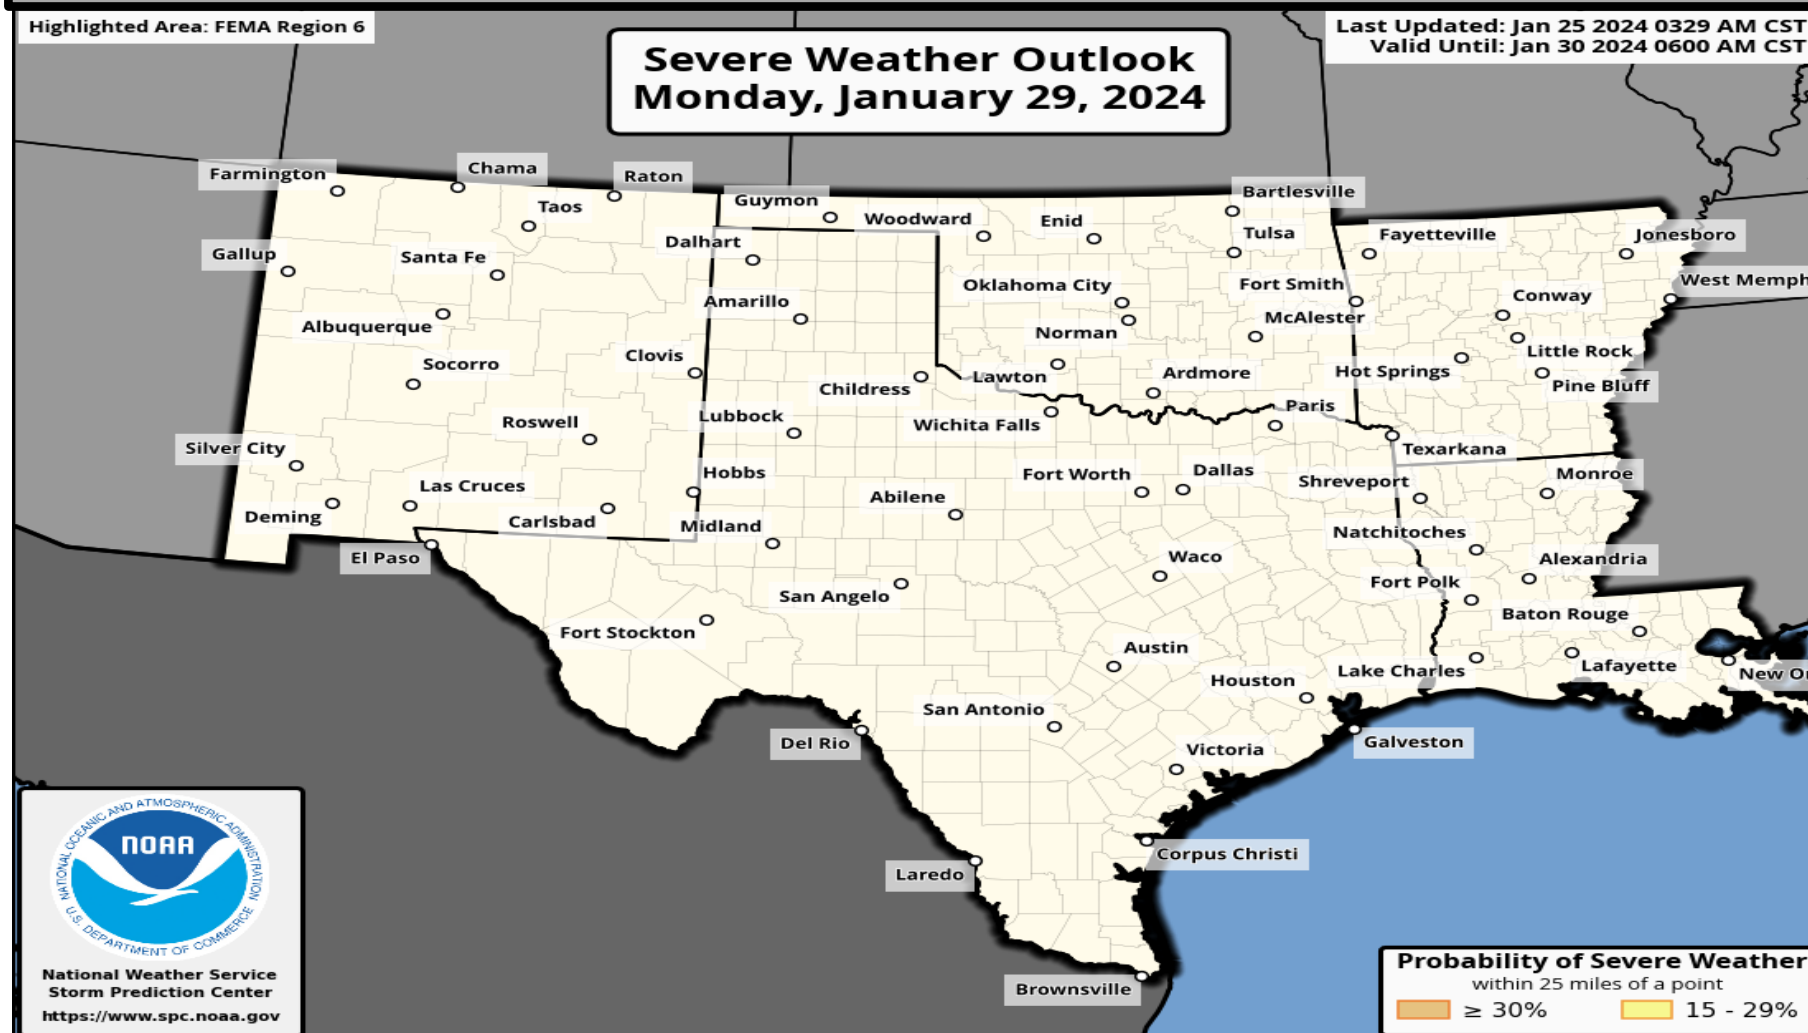 Highlighted Area: FEMA Region 6
Last Updated: Jan 25 2024 0329 AM CST
Valid Until: Jan 30 2024 0600 AM CST
Severe Weather Outlook
Monday, January 29, 2024
Farmington
Chama
Raton
Taos
Guymon
Woodward
Enid
Bartlesville
Gallup
Santa Fe
Dalhart
Tulsa
Fayetteville
Jonesboro
Amarillo
Oklahoma City
Fort Smith
Conway
West Memph
Albuquerque
Norman
McAlester
Socorro
Clovis
Childress
Lawton
Ardmore
Hot Springs
Little Rock
Pine Bluff
Roswell
Lubbock
Wichita Falls
Paris
Silver City
Hobbs
Texarkana
Las Cruces
Abilene
Fort Worth
Dallas
Shreveport
Monroe
Deming
Carlsbad
Midland
Natchitoches
El Paso
San Angelo
Waco
Fort Polk
Alexandria
Fort Stockton
Austin
Baton Rouge
San Antonio
Houston
Lake Charles
Lafayette
New Or
Del Rio
Victoria
Galveston
Laredo
Corpus Christi
Brownsville
NATIONAL OCEANIC AND ATMOSPHERIC ADMINISTRATION
NOAA
U.S. DEPARTMENT OF COMMERCE
National Weather Service
Storm Prediction Center
https://www.spc.noaa.gov
Probability of Severe Weather
within 25 miles of a point
≥ 30%
15 - 29%